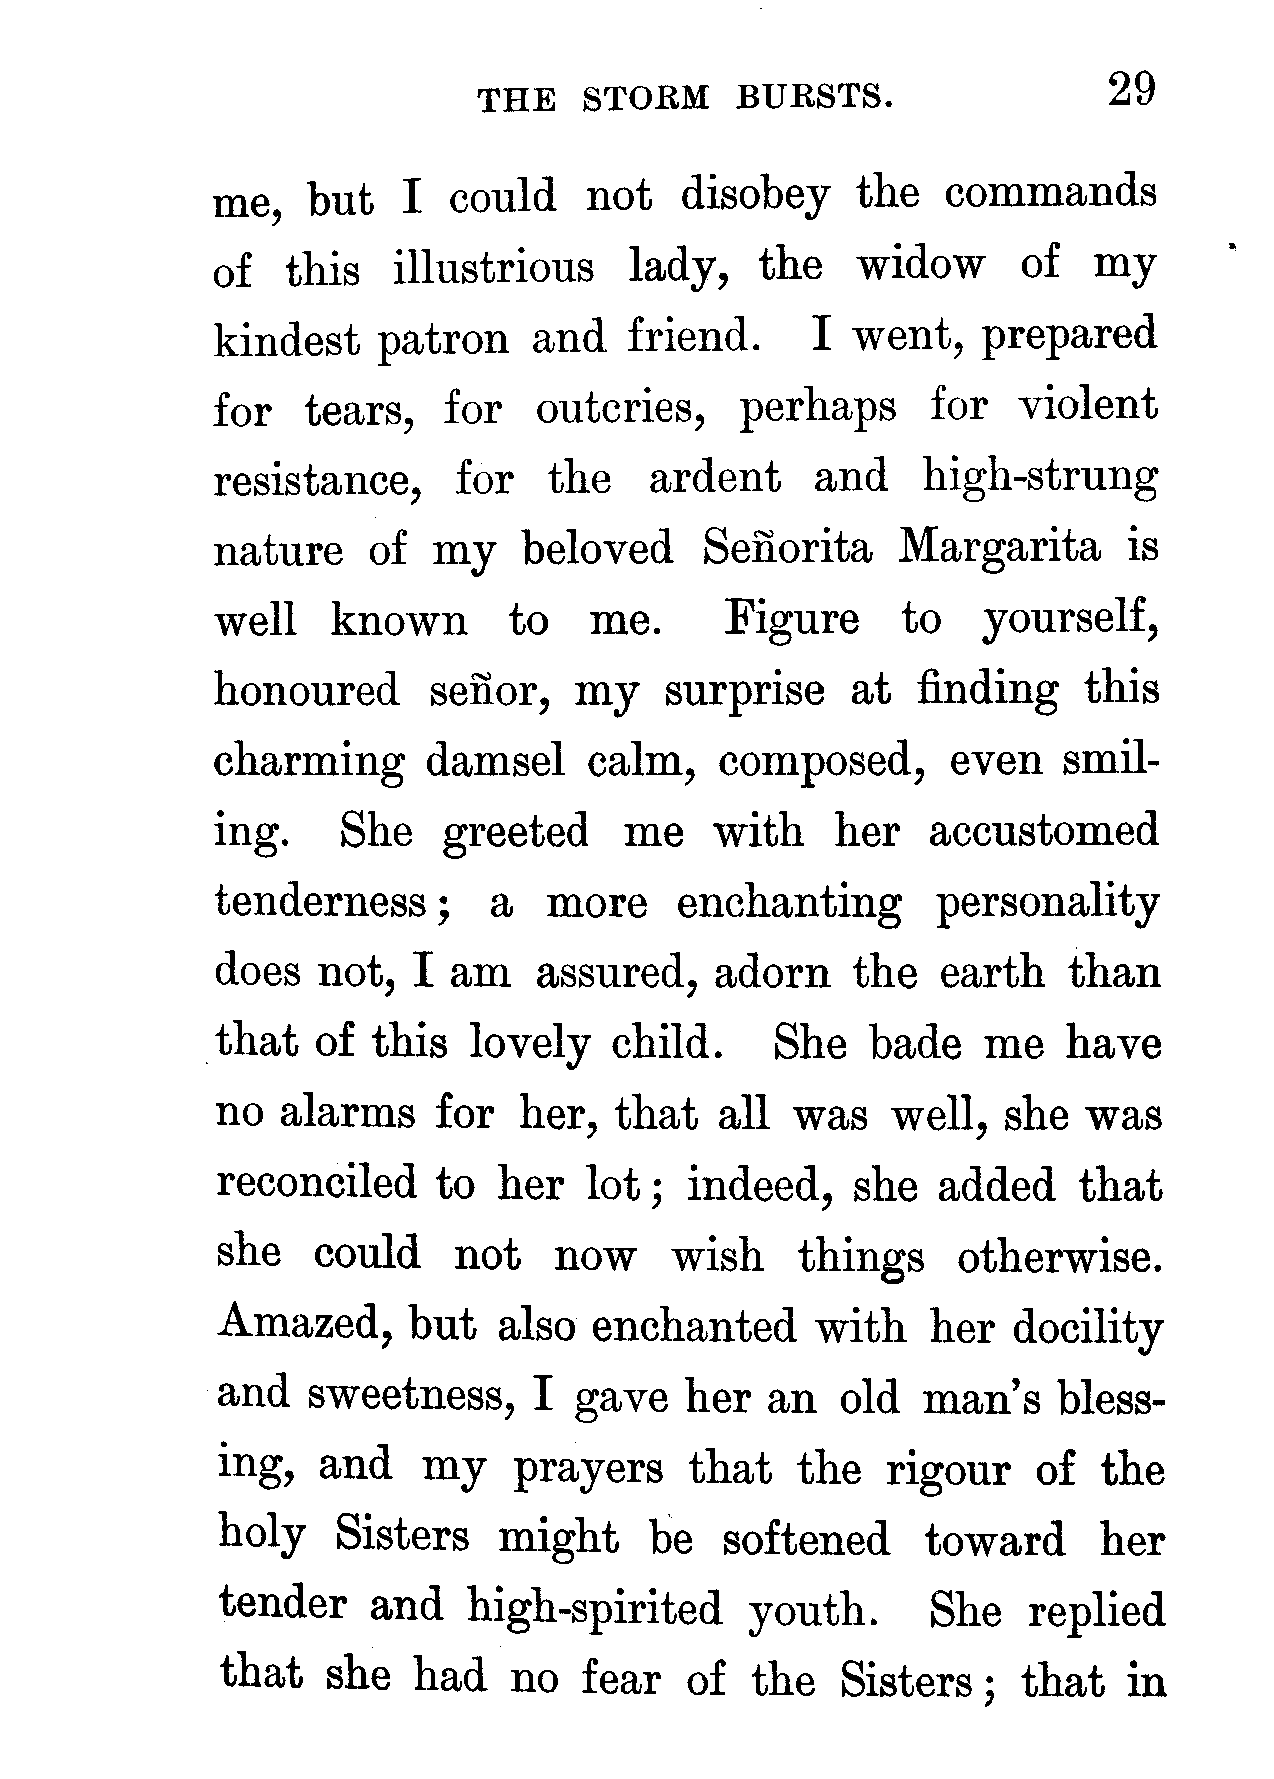 THE STORM BURSTS. 29
me, but I could not disobey the commands
of this illustrious lady, the widow of my
kindest patron and friend. I went, prepared
for tears, for outcries, perhaps for violent
resistance, for the ardent and high-strung
nature of my beloved Señorita Margarita is
well known to me. Figure to yourself,
honoured señor, my surprise at finding this
charming damsel calm, composed, even smil-
ing. She greeted me with her accustomed
tenderness; a more enchanting personality
does not, I am assured, adorn the earth than
that of this lovely child. She bade me have
no alarms for her, that all was well, she was
reconciled to her lot; indeed, she added that
she could not now wish things otherwise.
Amazed, but also enchanted with her docility
and sweetness, I gave her an old man's bless-
ing, and my prayers that the rigour of the
holy Sisters might be softened toward her
tender and high-spirited youth. She replied
that she had no fear of the Sisters; that in